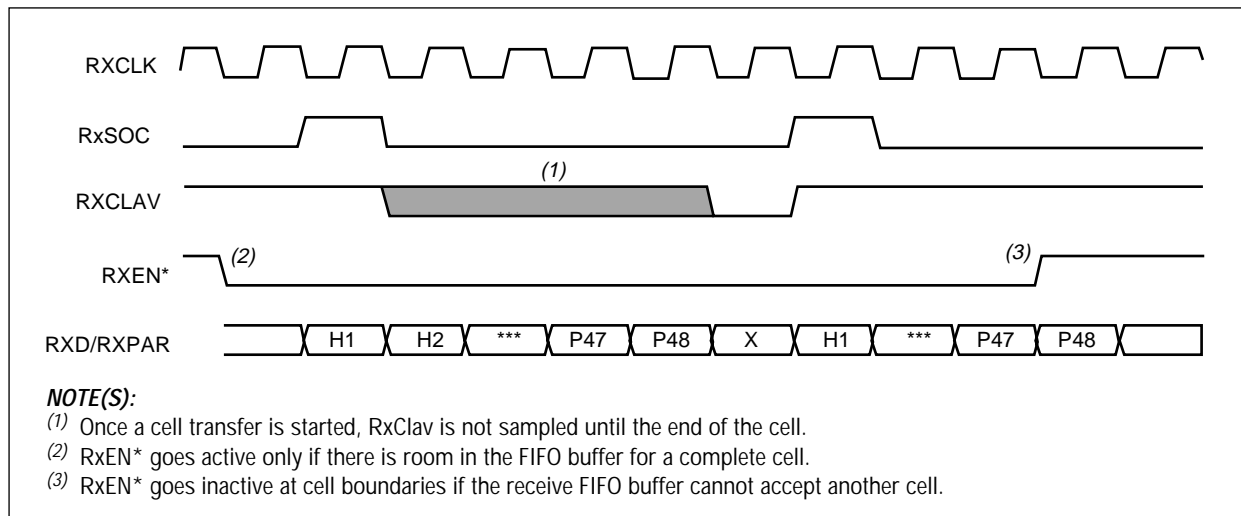 RXCLK
RxSOC
(1)
RXCLAV
(2)
(3)
RXEN*
RXD/RXPAR H1 H2 *** P47 P48 X H1 *** P47 P48
NOTE(S):
(1) Once a cell transfer is started, RxClav is not sampled until the end of the cell.
(2) RxEN* goes active only if there is room in the FIFO buffer for a complete cell.
(3) RxEN* goes inactive at cell boundaries if the receive FIFO buffer cannot accept another cell.